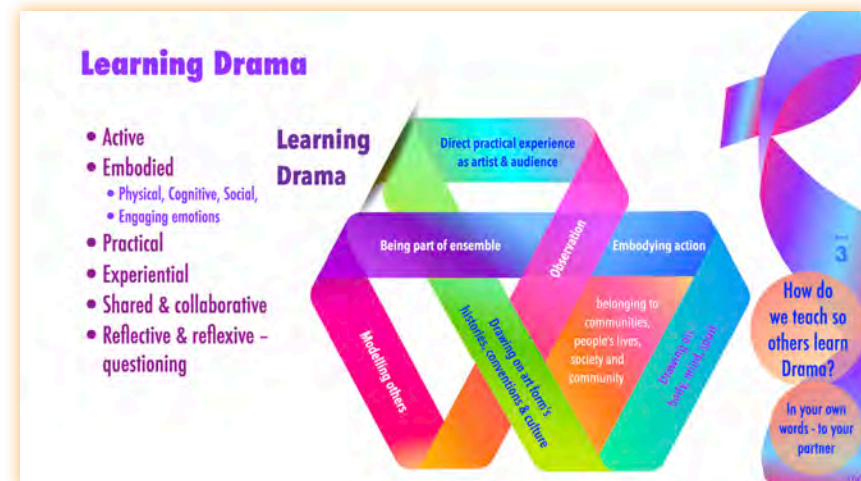 Learning Drama
• Active
• Embodied
• Physical, Cognitive, Social,
• Engaging emotions
• Practical
• Experiential
• Shared & collaborative
• Reflective & reflexive –
questioning
Learning
Drama
Direct practical experience
as artist & audience
Being part of ensemble
Observation
Embodying action
Modelling others
Drawing on art form's
histories, conventions & culture
belonging to
communities,
people's lives,
society and
community
Drawing on
body, mind, spirit
3
How do
we teach so
others learn
Drama?
In your own
words - to your
partner